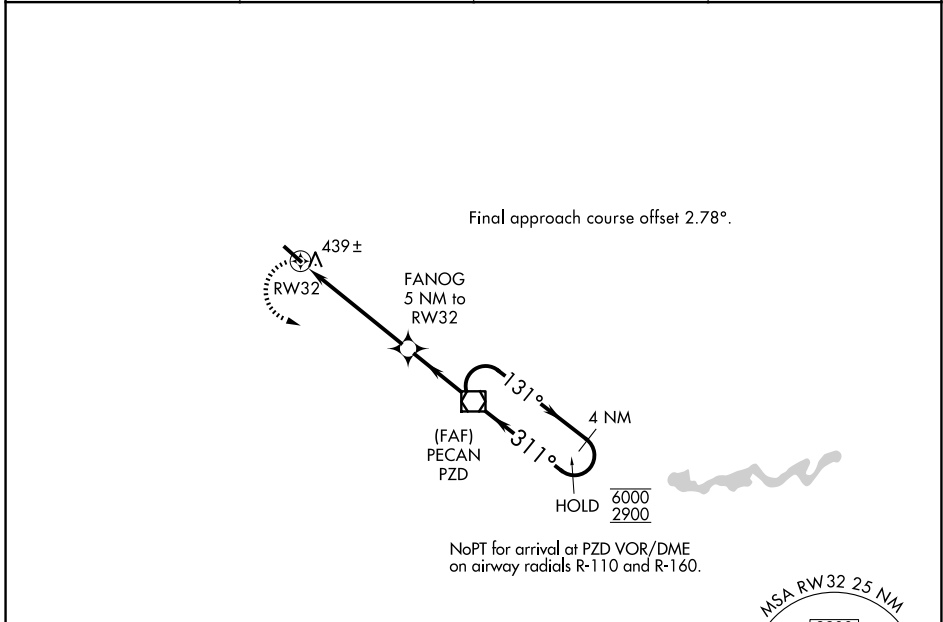 Final approach course offset 2.78°.
439±
RW32
FANOG
5 NM to
RW32
131°
4 NM
311°
(FAF)
PECAN
PZD
HOLD
6000
2900
NoPT for arrival at PZD VOR/DME
on airway radials R-110 and R-160.
MSA RW32 25 NM